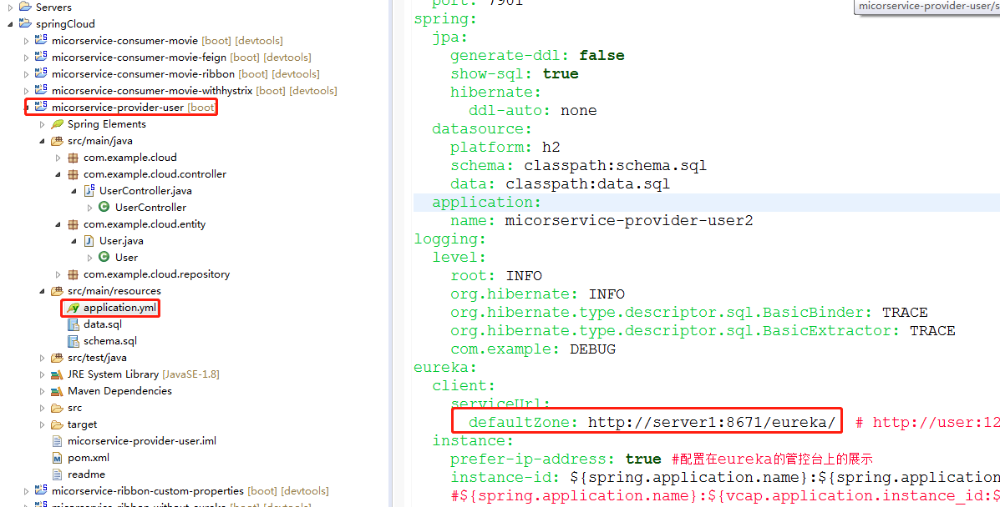 Servers
springCloud
micorservice-consumer-movie [boot] [devtools]
micorservice-consumer-movie-feign [boot] [devtools]
micorservice-consumer-movie-ribbon [boot] [devtools]
micorservice-consumer-movie-withhystrix [boot] [devtools]
micorservice-provider-user [boot]
Spring Elements
src/main/java
com.example.cloud
com.example.cloud.controller
UserController.java
UserController
com.example.cloud.entity
User.java
User
com.example.cloud.repository
src/main/resources
application.yml
data.sql
schema.sql
src/test/java
JRE System Library [JavaSE-1.8]
Maven Dependencies
src
target
micorservice-provider-user.iml
pom.xml
readme
micorservice-ribbon-custom-properties [boot] [devtools]
micorservice-ribbon-without-eureka [boot] [devtools]
micorservice-provider-user/s
port: 7901
spring:
jpa:
generate-ddl: false
show-sql: true
hibernate:
ddl-auto: none
datasource:
platform: h2
schema: classpath:schema.sql
data: classpath:data.sql
application:
name: micorservice-provider-user2
logging:
level:
root: INFO
org.hibernate: INFO
org.hibernate.type.descriptor.sql.BasicBinder: TRACE
org.hibernate.type.descriptor.sql.BasicExtractor: TRACE
com.example: DEBUG
eureka:
client:
serviceUrl:
defaultZone: http://server1:8671/eureka/ # http://user:12
instance:
prefer-ip-address: true #配置在eureka的管控台上的展示
instance-id: ${spring.application.name}:${spring.application
#${spring.application.name}:${vcap.application.instance_id:$